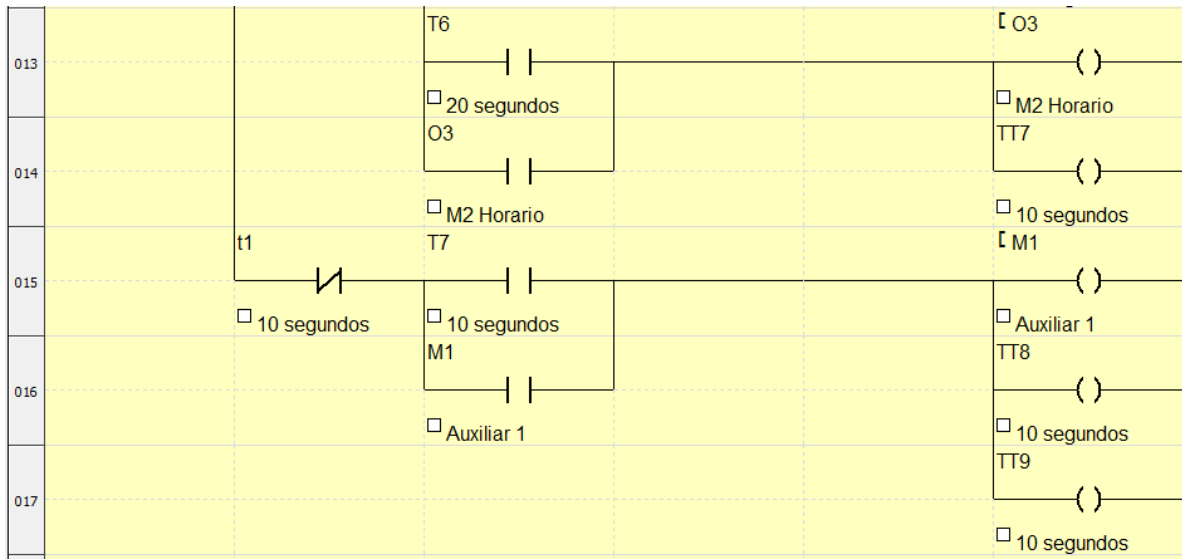 T6
[ O3
013
20 segundos
M2 Horario
O3
TT7
014
M2 Horario
10 segundos
t1
T7
[ M1
015
10 segundos
10 segundos
Auxiliar 1
M1
TT8
016
Auxiliar 1
10 segundos
TT9
017
10 segundos